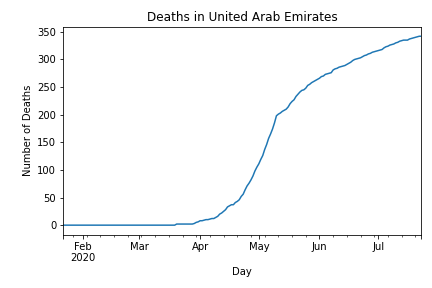 Deaths in United Arab Emirates
350
300
250
200
150
100
50
0
Number of Deaths
Feb
2020
Mar
Apr
May
Jun
Jul
Day